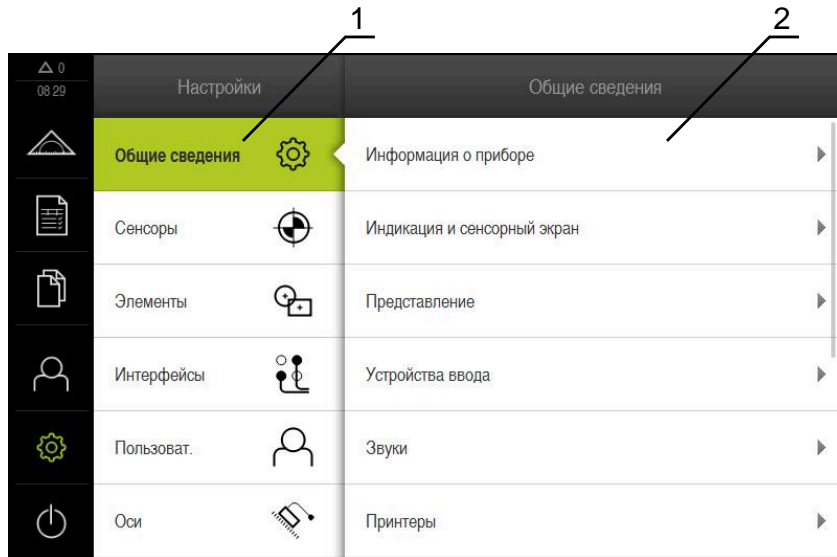 1
2
0
08 29
Настройки
Общие сведения
Общие сведения
Информация о приборе
Сенсоры
Индикация и сенсорный экран
Элементы
Представление
Интерфейсы
Устройства ввода
Пользоват.
Звуки
Оси
Принтеры